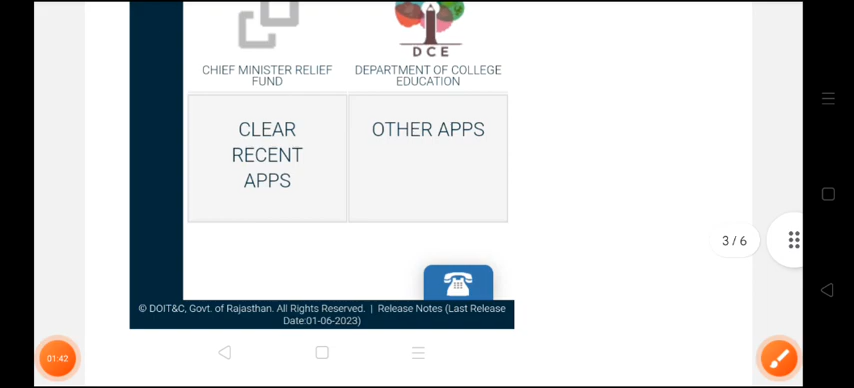 DCE
CHIEF MINISTER RELIEF
FUND
DEPARTMENT OF COLLEGE
EDUCATION
CLEAR
RECENT
APPS
OTHER APPS
3 / 6
© DOIT&C, Govt. of Rajasthan. All Rights Reserved. | Release Notes (Last Release
Date:01-06-2023)
01:42